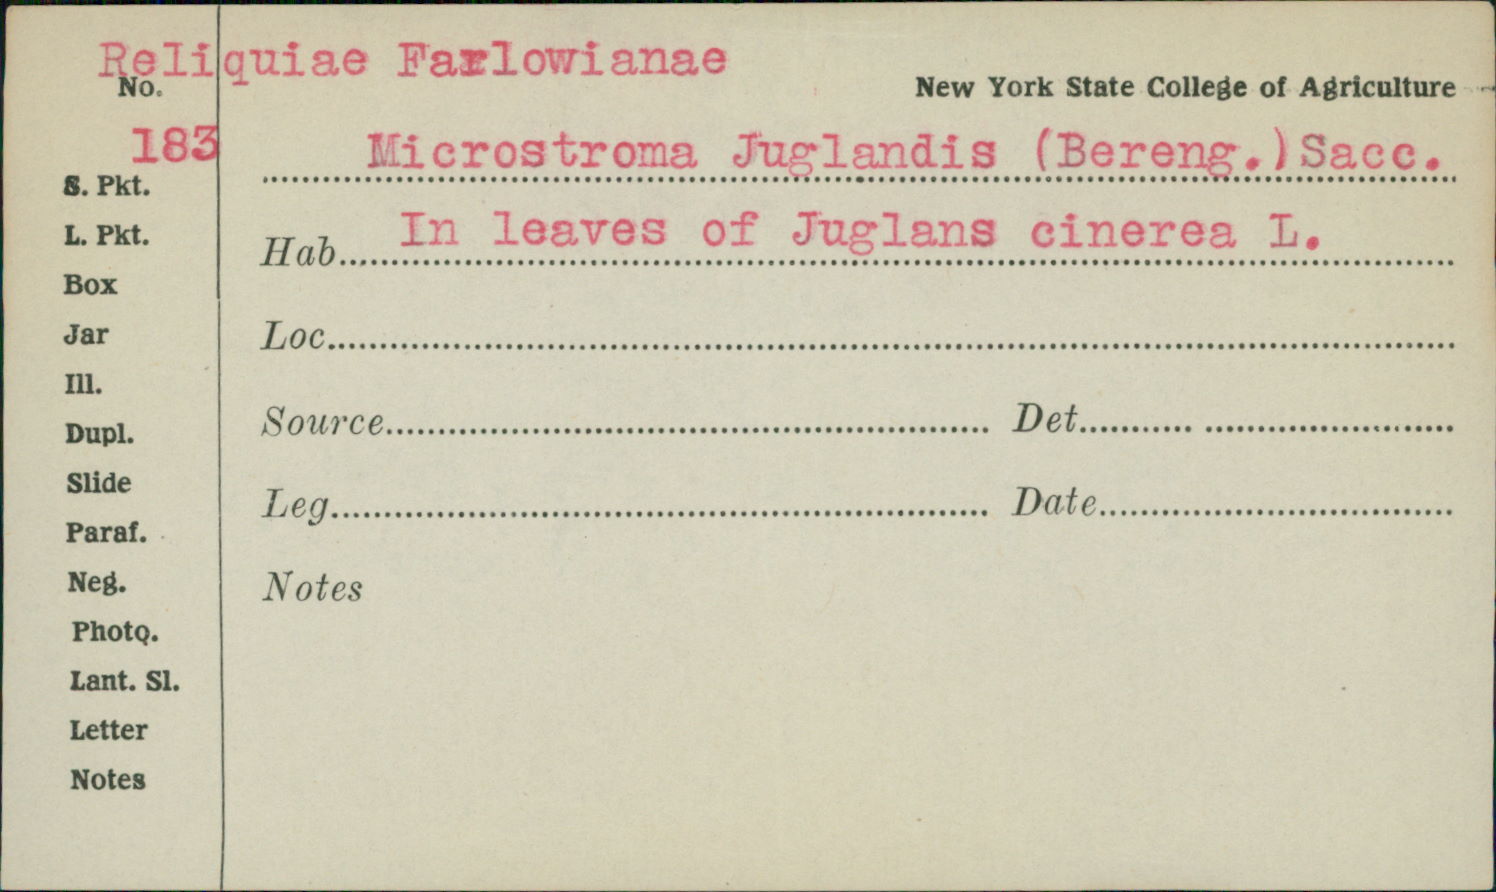 Reliquiae Farlowianae
No.
New York State College of Agriculture
183
Microstroma Juglandis (Bereng.)Sacc.
S. Pkt.
L. Pkt.
Hab. In leaves of Juglans cinerea L.
Box
Jar
Loc.
Ill.
Dupl.
Source Det.
Slide
Leg. Date
Paraf.
Neg.
Notes
Photo.
Lant. Sl.
Letter
Notes